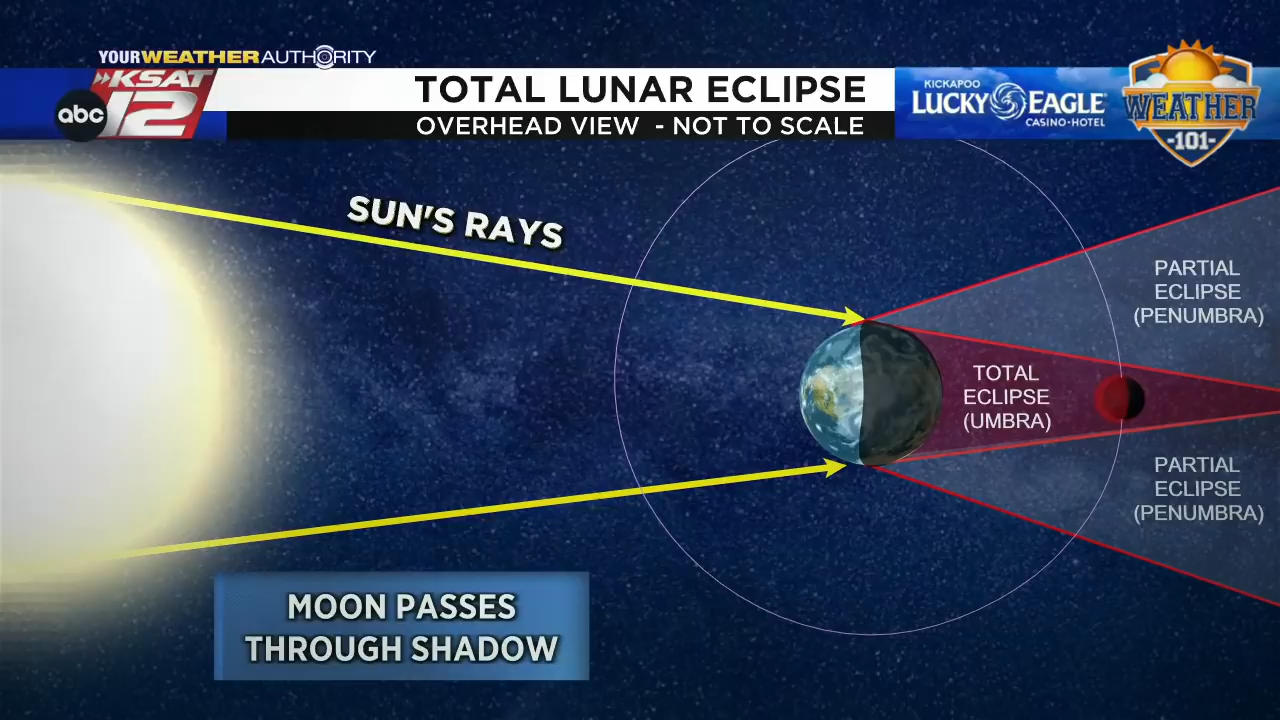 YOUR WEATHER AUTHORITY
KSAT
abc 12
TOTAL LUNAR ECLIPSE
OVERHEAD VIEW - NOT TO SCALE
KICKAPOO
LUCKY EAGLE
CASINO·HOTEL
WEATHER
-101-
SUN'S RAYS
PARTIAL
ECLIPSE
(PENUMBRA)
TOTAL
ECLIPSE
(UMBRA)
PARTIAL
ECLIPSE
(PENUMBRA)
MOON PASSES
THROUGH SHADOW